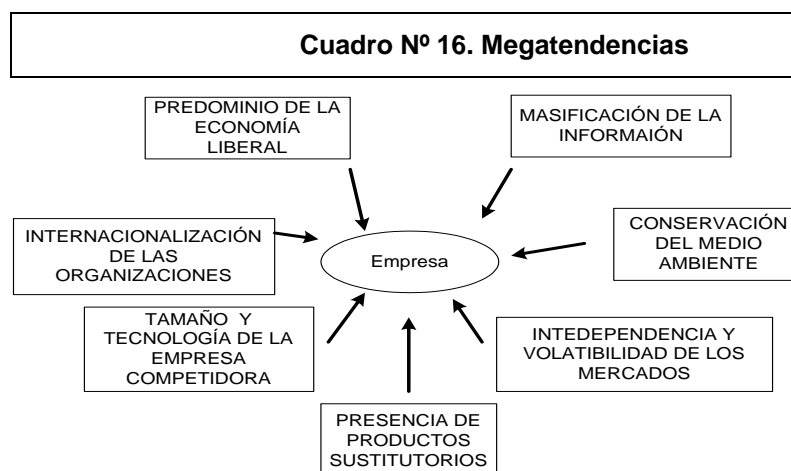 Cuadro Nº 16. Megatendencias
PREDOMINIO DE LA
ECONOMÍA
LIBERAL
MASIFICACIÓN DE LA
INFORMAIÓN
INTERNACIONALIZACIÓN
DE LAS
ORGANIZACIONES
Empresa
CONSERVACIÓN
DEL MEDIO
AMBIENTE
TAMAÑO Y
TECNOLOGÍA DE LA
EMPRESA
COMPETIDORA
INTEDEPENDENCIA Y
VOLATIBILIDAD DE LOS
MERCADOS
PRESENCIA DE
PRODUCTOS
SUSTITUTORIOS